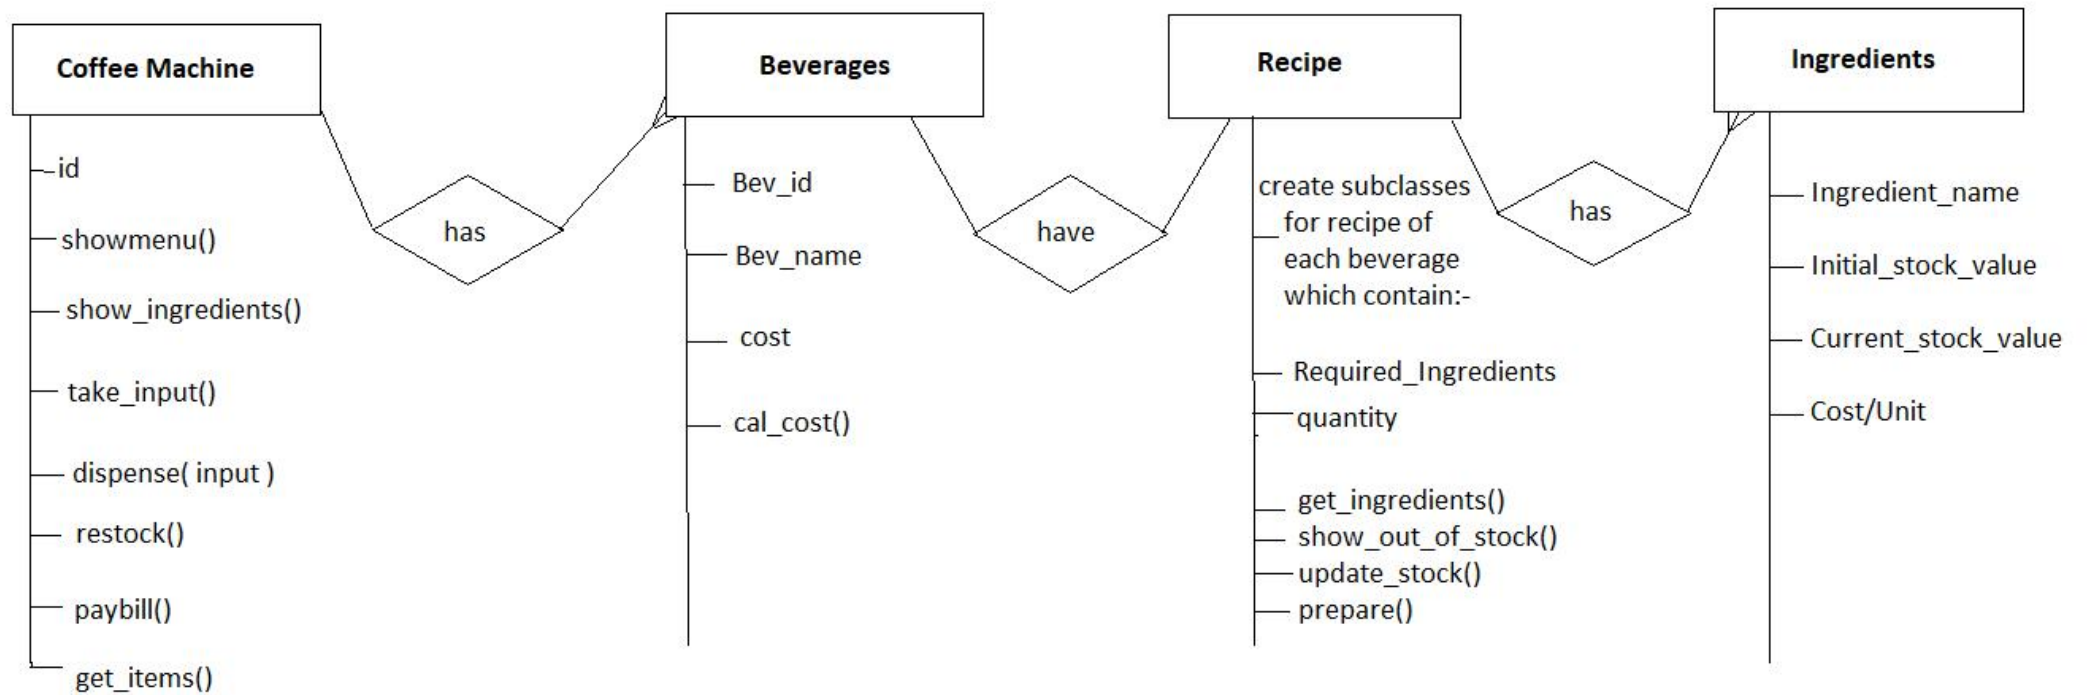 Coffee Machine
id
showmenu()
show_ingredients()
take_input()
dispense( input )
restock()
paybill()
get_items()
has
Beverages
Bev_id
Bev_name
cost
cal_cost()
have
Recipe
create subclasses
for recipe of
each beverage
which contain:-
Required_Ingredients
quantity
get_ingredients()
show_out_of_stock()
update_stock()
prepare()
has
Ingredients
Ingredient_name
Initial_stock_value
Current_stock_value
Cost/Unit